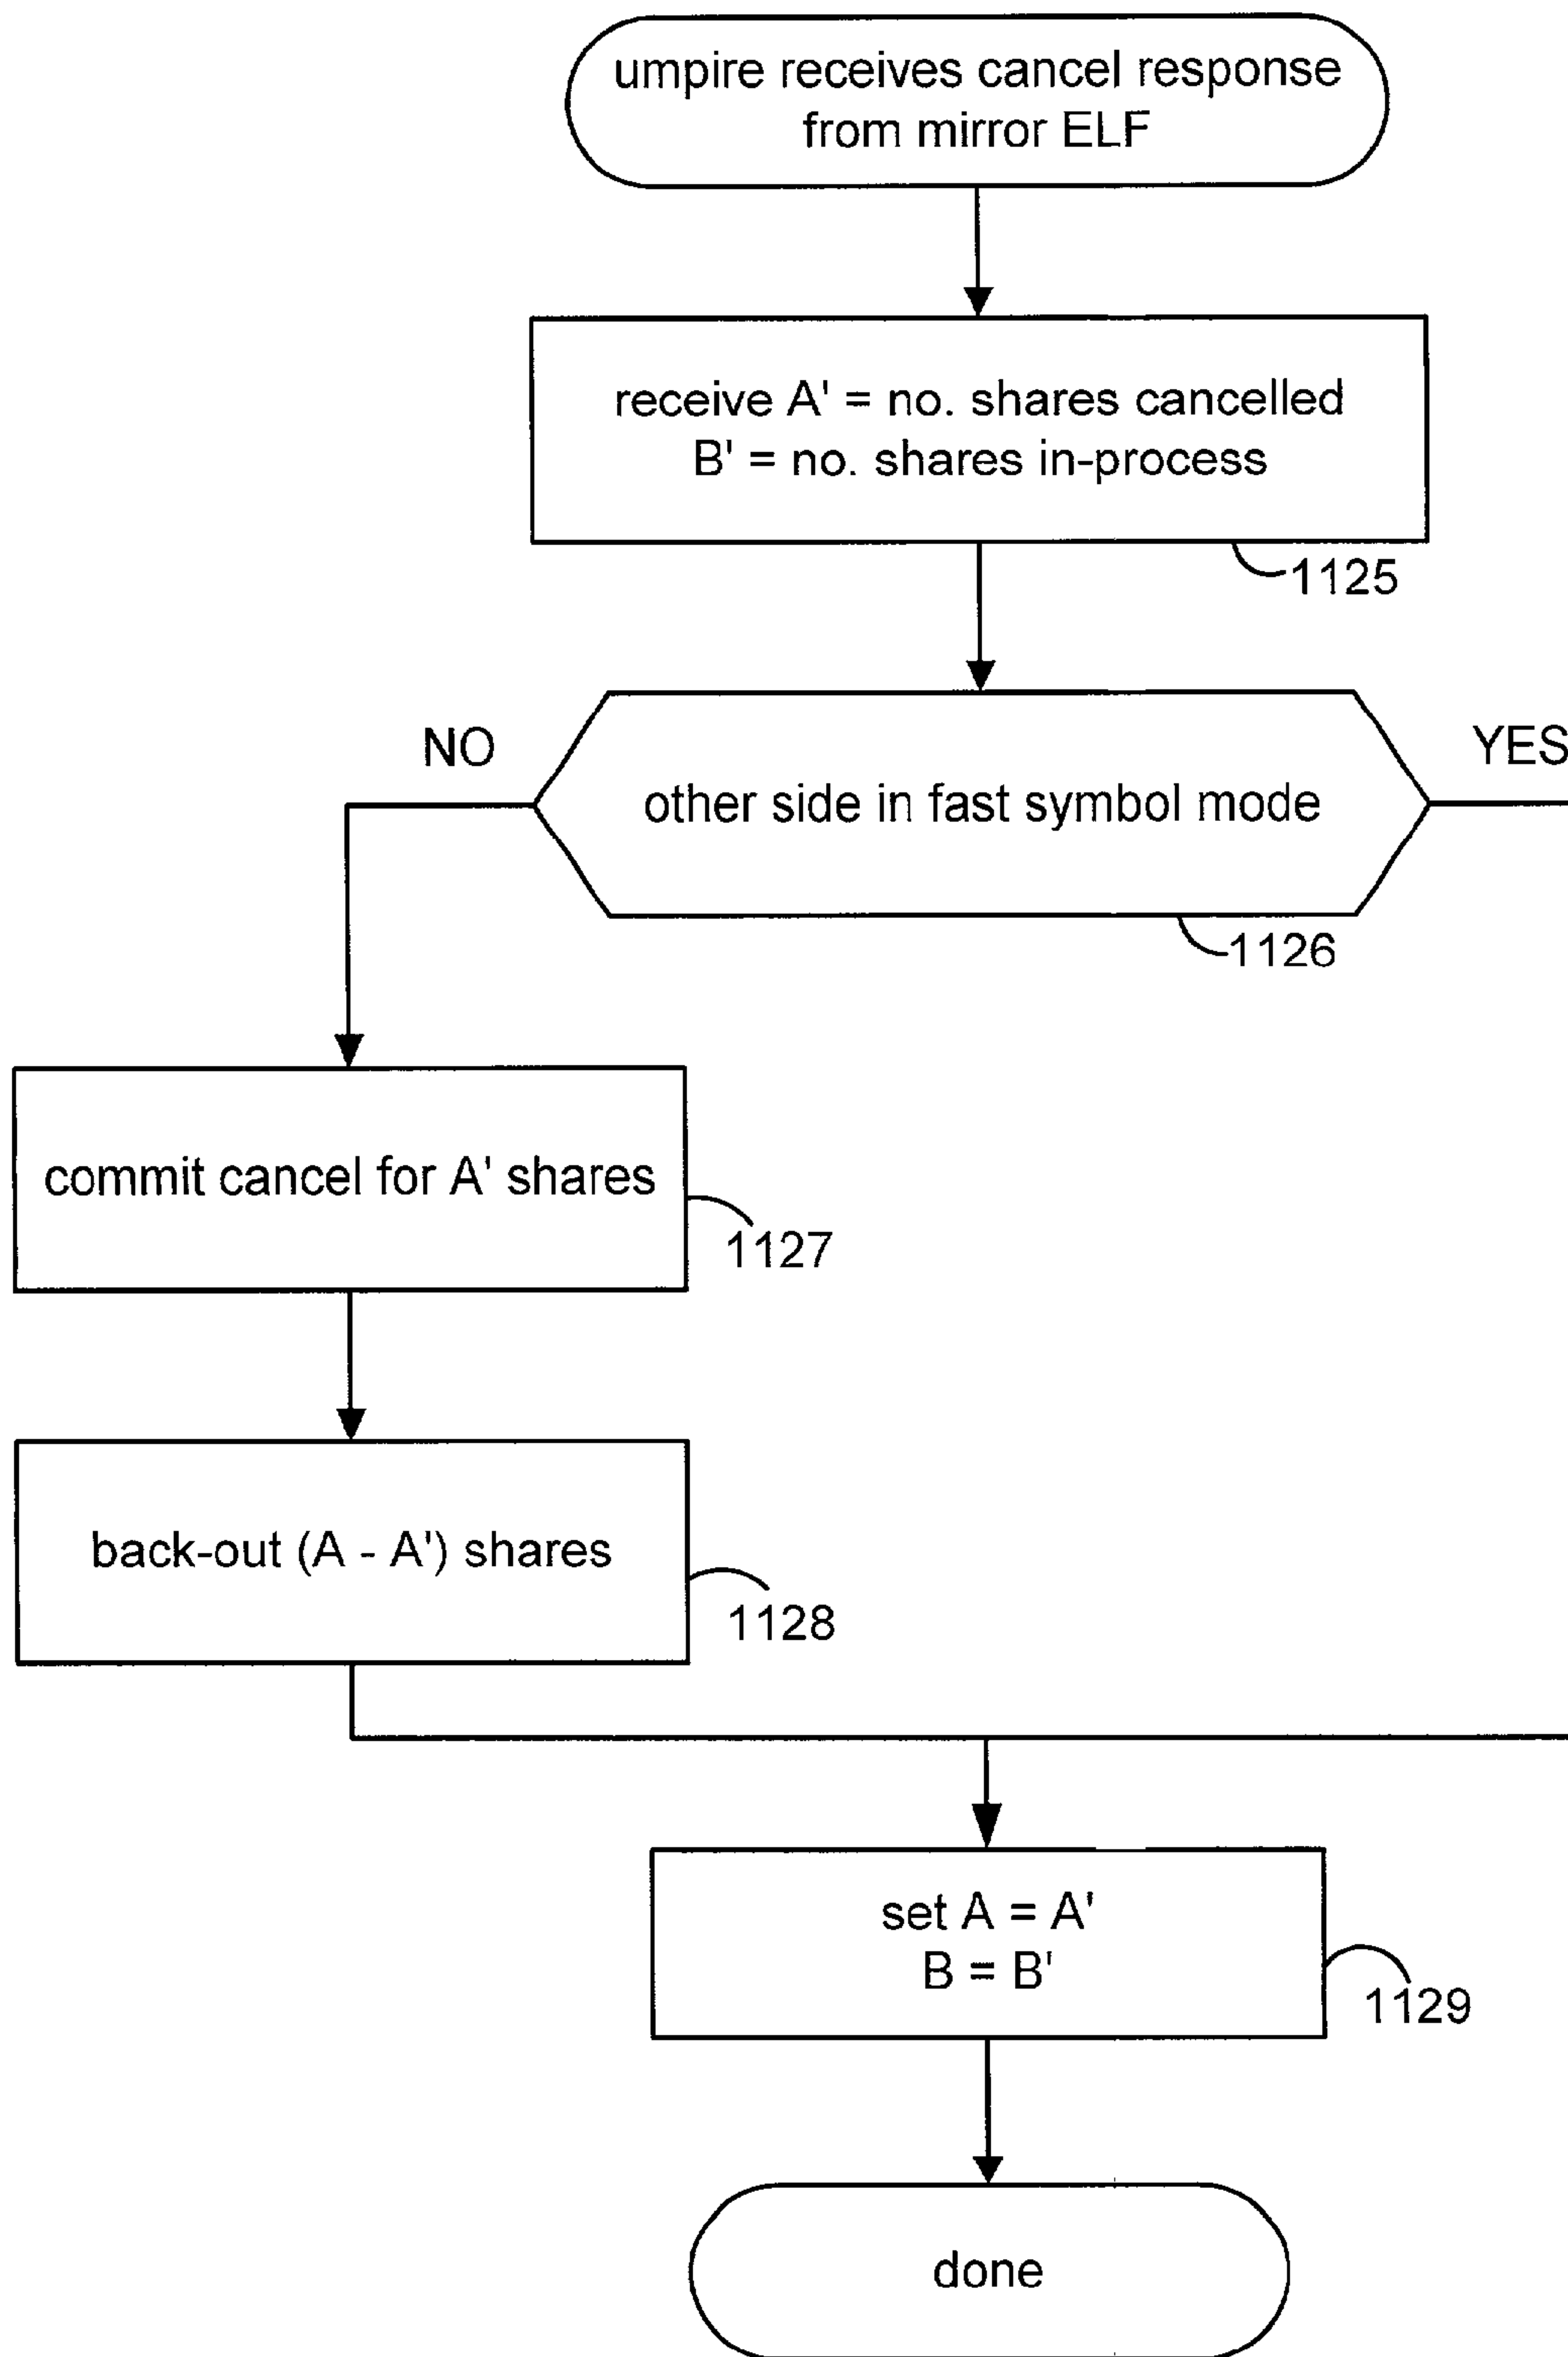 umpire receives cancel response
from mirror ELF
receive A' = no. shares cancelled
B' = no. shares in-process
1125
NO
YES
other side in fast symbol mode
1126
commit cancel for A' shares
1127
back-out (A - A') shares
1128
set A = A'
B = B'
1129
done